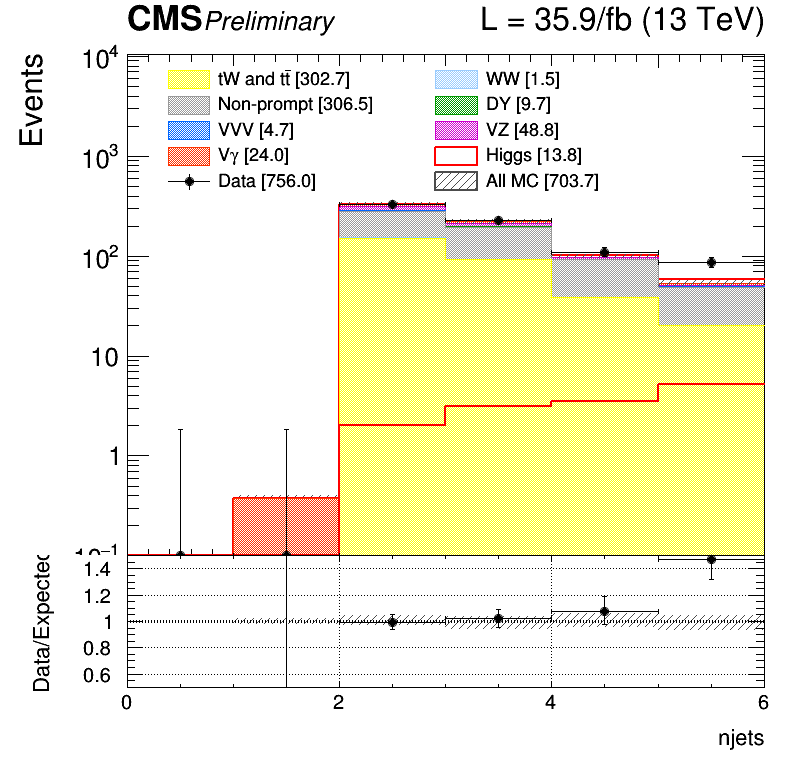 CMS Preliminary L = 35.9/fb (13 TeV)
Events
10⁴
10³
10²
10
1
tW and tt̄ [302.7] WW [1.5]
Non-prompt [306.5] DY [9.7]
VVV [4.7] VZ [48.8]
Vγ [24.0] Higgs [13.8]
Data [756.0] All MC [703.7]
Data/Expected
1.4
1.2
1
0.8
0.6
0 2 4 6
njets